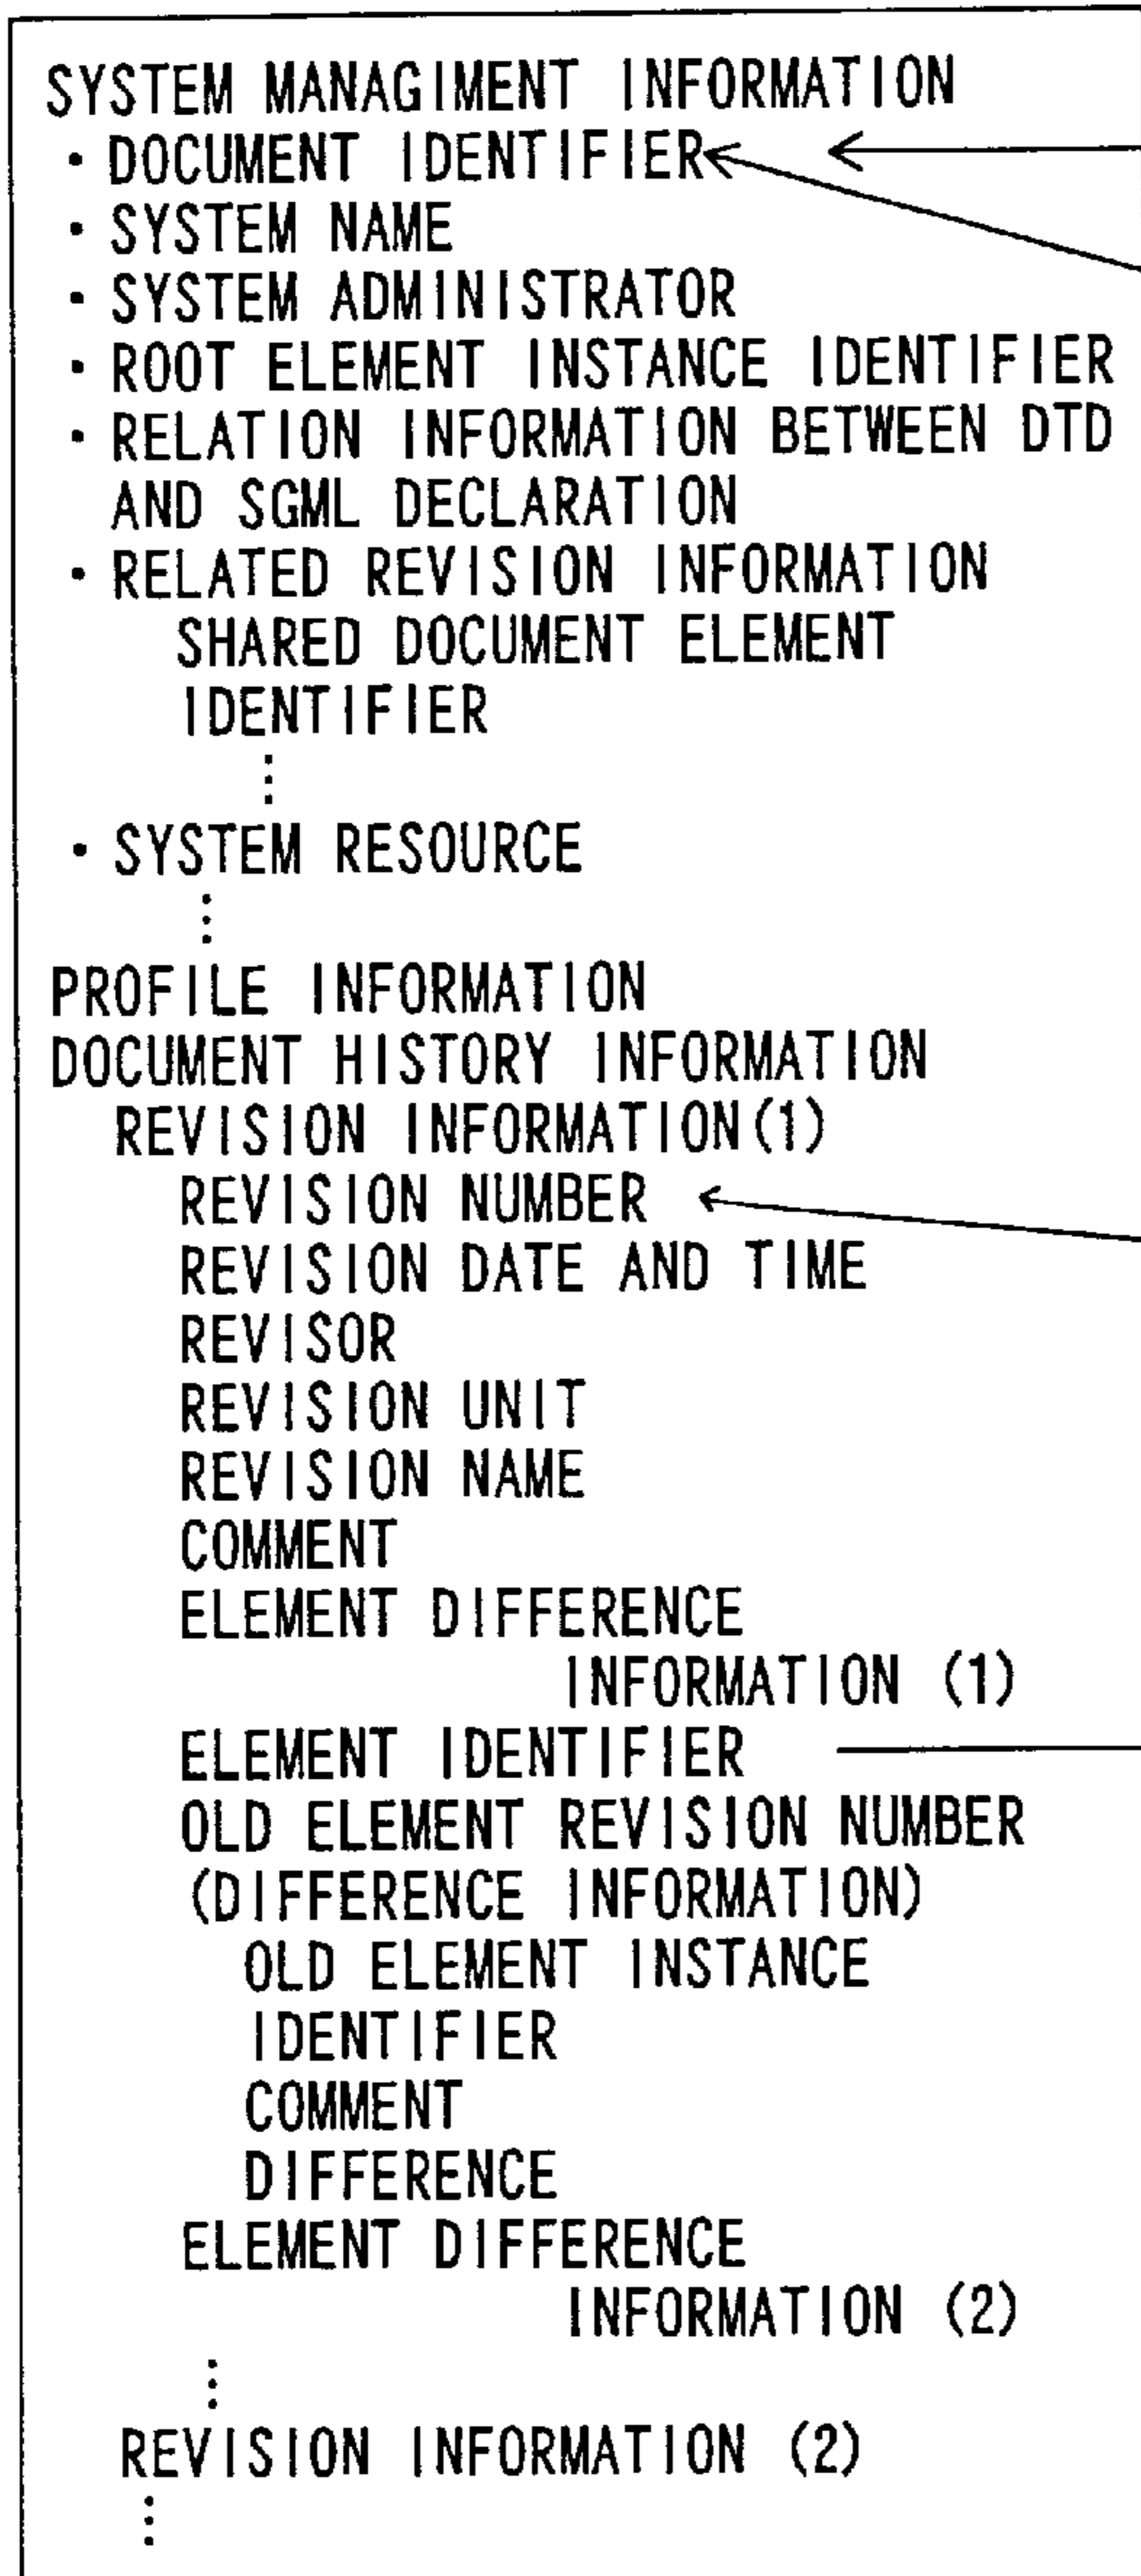 SYSTEM MANAGIMENT INFORMATION
・DOCUMENT IDENTIFIER
・SYSTEM NAME
・SYSTEM ADMINISTRATOR
・ROOT ELEMENT INSTANCE IDENTIFIER
・RELATION INFORMATION BETWEEN DTD
AND SGML DECLARATION
・RELATED REVISION INFORMATION
SHARED DOCUMENT ELEMENT
IDENTIFIER
⋮
・SYSTEM RESOURCE
⋮
PROFILE INFORMATION
DOCUMENT HISTORY INFORMATION
REVISION INFORMATION(1)
REVISION NUMBER
REVISION DATE AND TIME
REVISOR
REVISION UNIT
REVISION NAME
COMMENT
ELEMENT DIFFERENCE
INFORMATION (1)
ELEMENT IDENTIFIER
OLD ELEMENT REVISION NUMBER
(DIFFERENCE INFORMATION)
OLD ELEMENT INSTANCE
IDENTIFIER
COMMENT
DIFFERENCE
ELEMENT DIFFERENCE
INFORMATION (2)
⋮
REVISION INFORMATION (2)
⋮